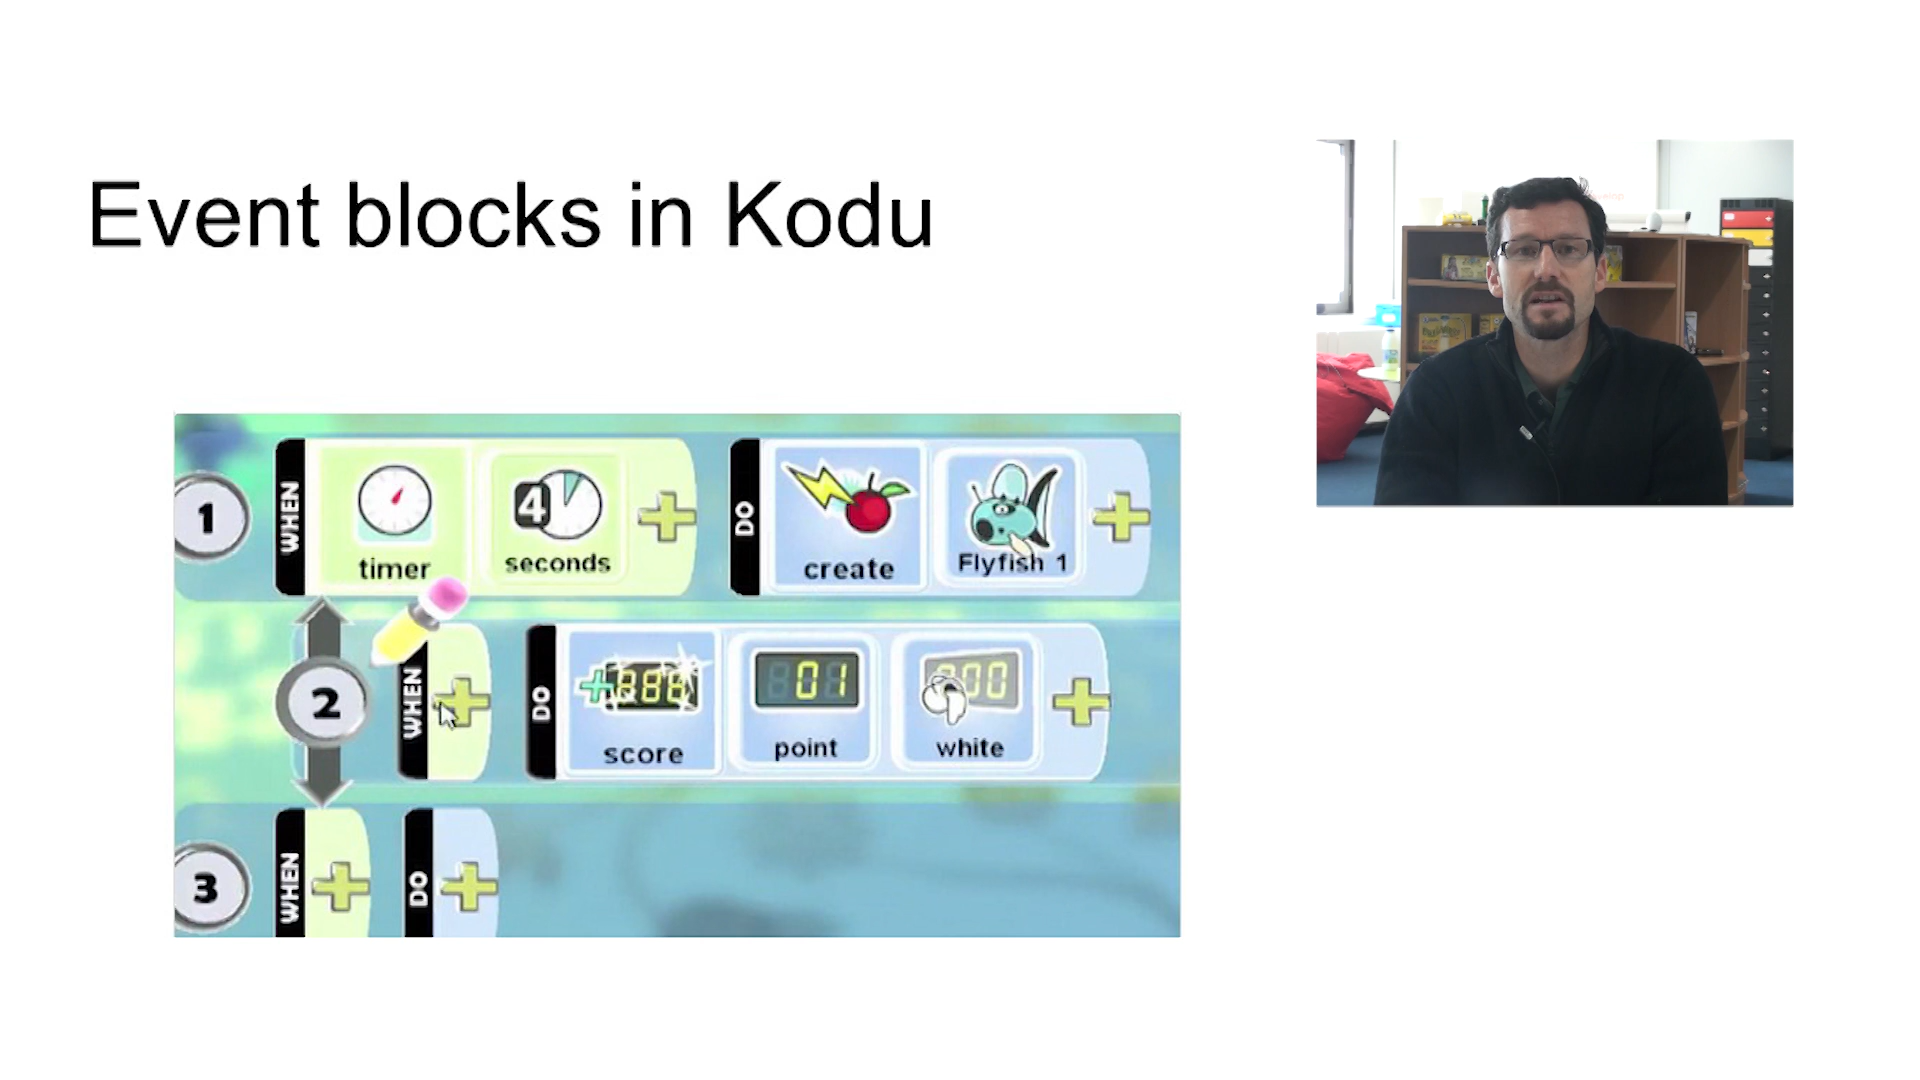 Event blocks in Kodu
1 WHEN timer 4 seconds DO create Flyfish 1
2 WHEN DO score 01 point white
3 WHEN DO